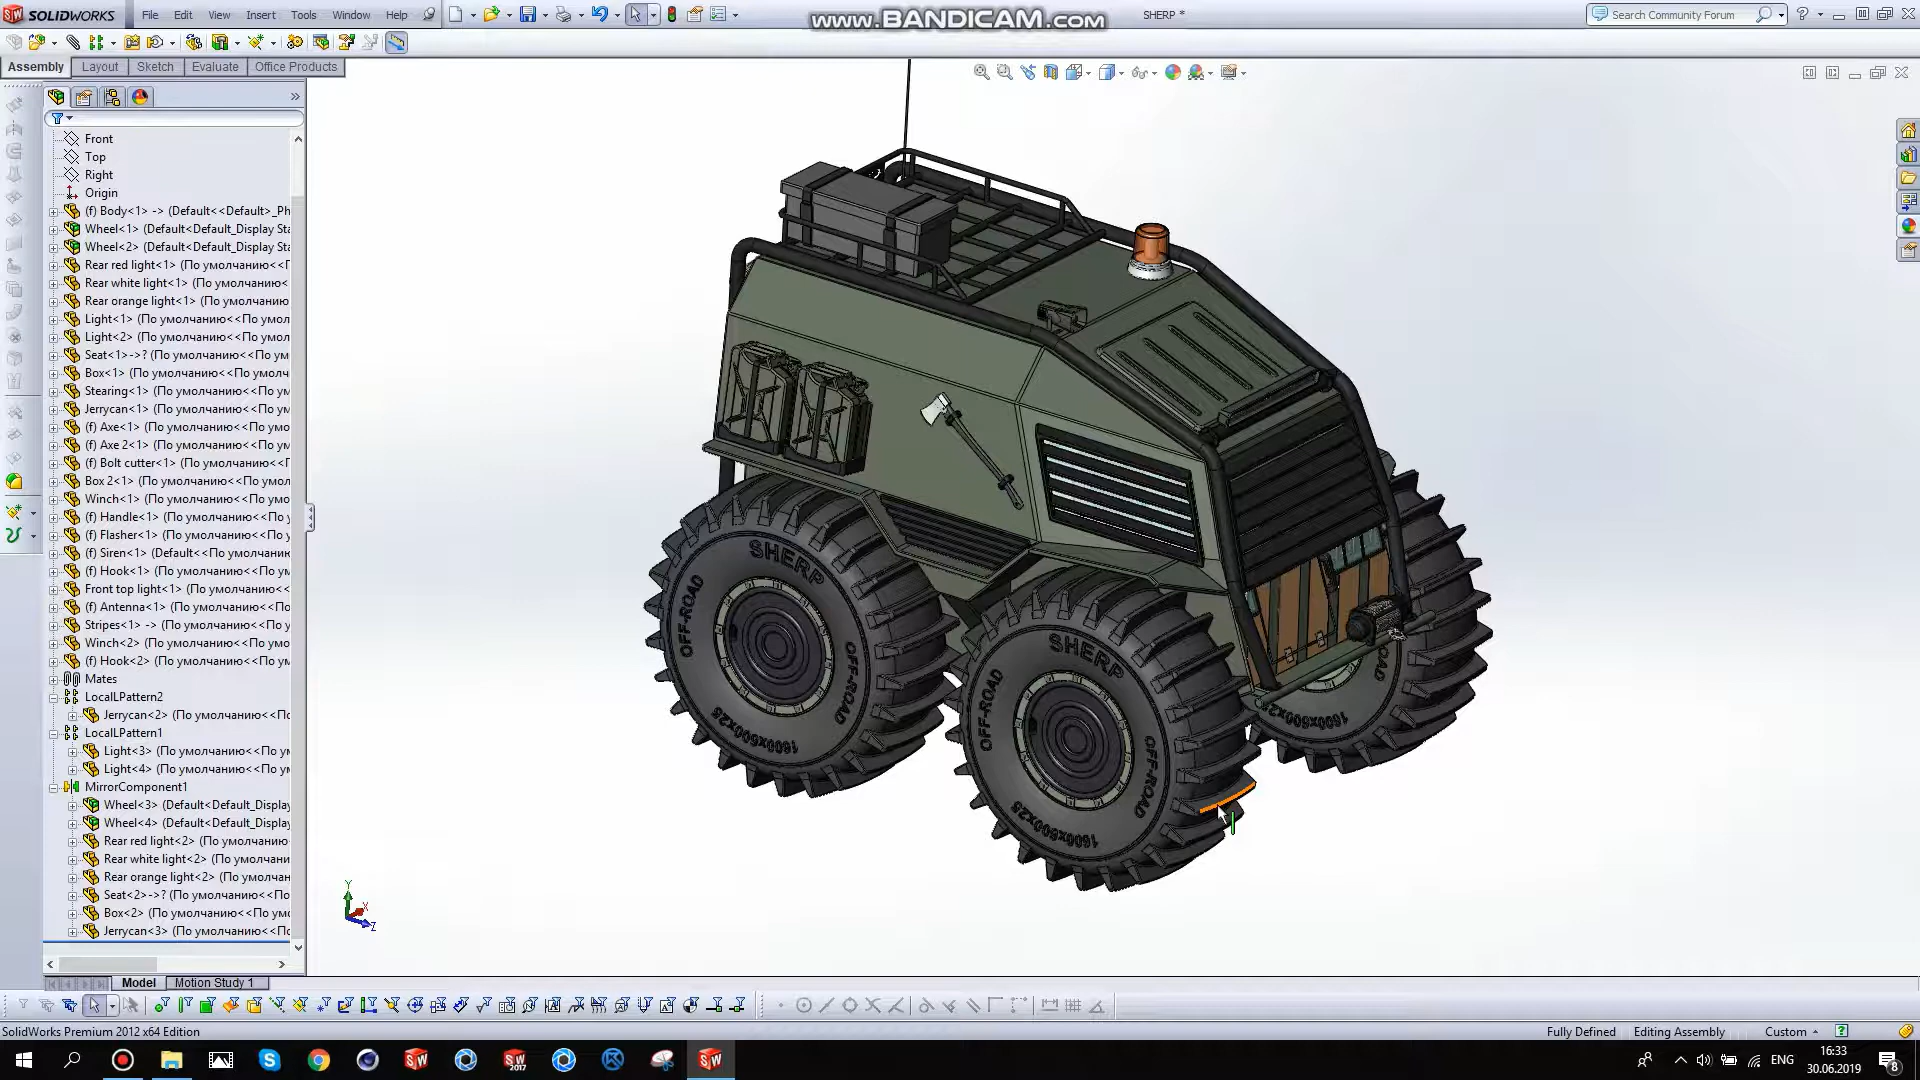 SOLIDWORKS File Edit View Insert Tools Window Help
www.BANDICAM.com
SHERP *
Search Community Forum
Assembly Layout Sketch Evaluate Office Products
Front
Top
Right
Origin
(f) Body<1> -> (Default<<Default>_Ph
Wheel<1> (Default<Default_Display Sta
Wheel<2> (Default<Default_Display Sta
Rear red light<1> (По умолчанию<<Г
Rear white light<1> (По умолчанию<
Rear orange light<1> (По умолчанию
Light<1> (По умолчанию<<По умол
Light<2> (По умолчанию<<По умол
Seat<1>->? (По умолчанию<<По ум
Box<1> (По умолчанию<<По умолч
Stearing<1> (По умолчанию<<По ум
Jerrycan<1> (По умолчанию<<По ум
(f) Axe<1> (По умолчанию<<По умо
(f) Axe 2<1> (По умолчанию<<По ум
(f) Bolt cutter<1> (По умолчанию<<Г
Box 2<1> (По умолчанию<<По умол
Winch<1> (По умолчанию<<По умо
(f) Handle<1> (По умолчанию<<По у
(f) Flasher<1> (По умолчанию<<По у
(f) Siren<1> (Default<<По умолчани
(f) Hook<1> (По умолчанию<<По ум
Front top light<1> (По умолчанию<<
(f) Antenna<1> (По умолчанию<<По
Stripes<1> -> (По умолчанию<<По у
Winch<2> (По умолчанию<<По умо
(f) Hook<2> (По умолчанию<<По ум
Mates
LocalLPattern2
Jerrycan<2> (По умолчанию<<По
LocalLPattern1
Light<3> (По умолчанию<<По ум
Light<4> (По умолчанию<<По ум
MirrorComponent1
Wheel<3> (Default<Default_Display
Wheel<4> (Default<Default_Display
Rear red light<2> (По умолчанию<
Rear white light<2> (По умолчани
Rear orange light<2> (По умолчан
Seat<2>->? (По умолчанию<<По
Box<2> (По умолчанию<<По умо
Jerrycan<3> (По умолчанию<<По
SHERP
OFF-ROAD
OFF-ROAD
1600x600x25
SHERP
OFF-ROAD
OFF-ROAD
1600x600x25
ROAD
1600x600x25
Y
X
Z
Model Motion Study 1
SolidWorks Premium 2012 x64 Edition
Fully Defined Editing Assembly Custom
2017
ENG
16:33
30.06.2019
8